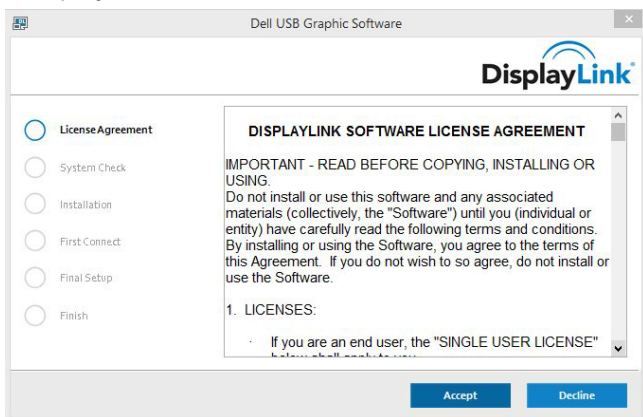 Dell USB Graphic Software
DisplayLink
License Agreement
System Check
Installation
First Connect
Final Setup
Finish
DISPLAYLINK SOFTWARE LICENSE AGREEMENT
IMPORTANT - READ BEFORE COPYING, INSTALLING OR
USING.
Do not install or use this software and any associated
materials (collectively, the "Software") until you (individual or
entity) have carefully read the following terms and conditions.
By installing or using the Software, you agree to the terms of
this Agreement. If you do not wish to so agree, do not install or
use the Software.
1. LICENSES:
· If you are an end user, the "SINGLE USER LICENSE"
Accept
Decline